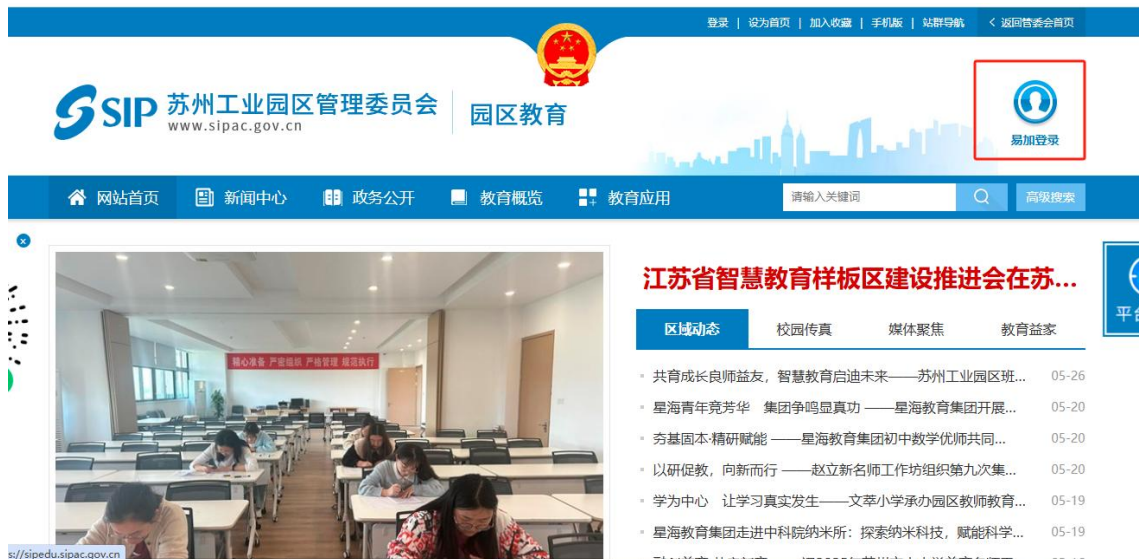 登录 | 设为首页 | 加入收藏 | 手机版 | 站群导航 < 返回管委会首页
SIP 苏州工业园区管理委员会 园区教育
www.sipac.gov.cn
易加登录
网站首页 新闻中心 政务公开 教育概览 教育应用 请输入关键词 高级搜索
江苏省智慧教育样板区建设推进会在苏...
平台
区域动态 校园传真 媒体聚焦 教育益家
精心准备 严密组织 严格管理 规范执行
共育成长良师益友，智慧教育启迪未来——苏州工业园区班... 05-26
星海青年竞芳华 集团争鸣显真功 ——星海教育集团开展... 05-20
夯基固本·精研赋能 ——星海教育集团初中数学优师共同... 05-20
以研促教，向新而行 ——赵立新名师工作坊组织第九次集... 05-20
学为中心 让学习真实发生——文萃小学承办园区教师教育... 05-19
星海教育集团走进中科院纳米所：探索纳米科技，赋能科学... 05-19
s://sipedu.sipac.gov.cn